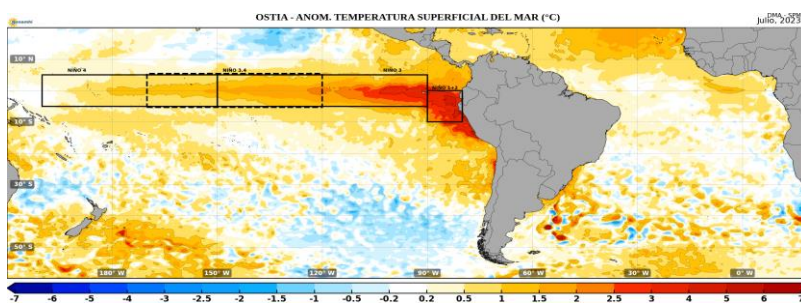 OSTIA - ANOM. TEMPERATURA SUPERFICIAL DEL MAR (°C)
DMA - SPM
Julio, 2023
10° N
NIÑO 4
NIÑO 3.4
NIÑO 3
NIÑO 1+2
10° S
30° S
50° S
180° W
150° W
120° W
90° W
60° W
30° W
0° W
-7 -6 -5 -4 -3 -2.5 -2 -1.5 -1 -0.5 -0.2 0.2 0.5 1 1.5 2 2.5 3 4 5 6 7